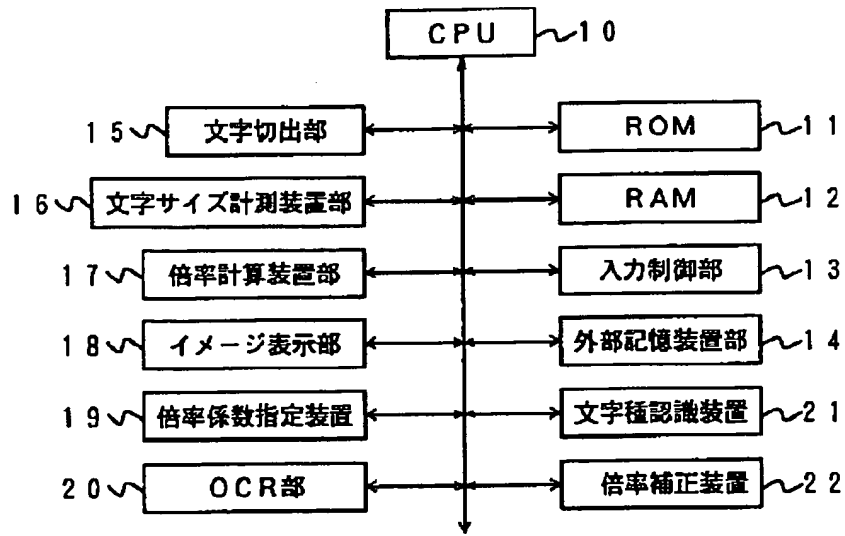 CPU 10
15 文字切出部 ROM 11
16 文字サイズ計測装置部 RAM 12
17 倍率計算装置部 入力制御部 13
18 イメージ表示部 外部記憶装置部 14
19 倍率係数指定装置 文字種認識装置 21
20 OCR部 倍率補正装置 22